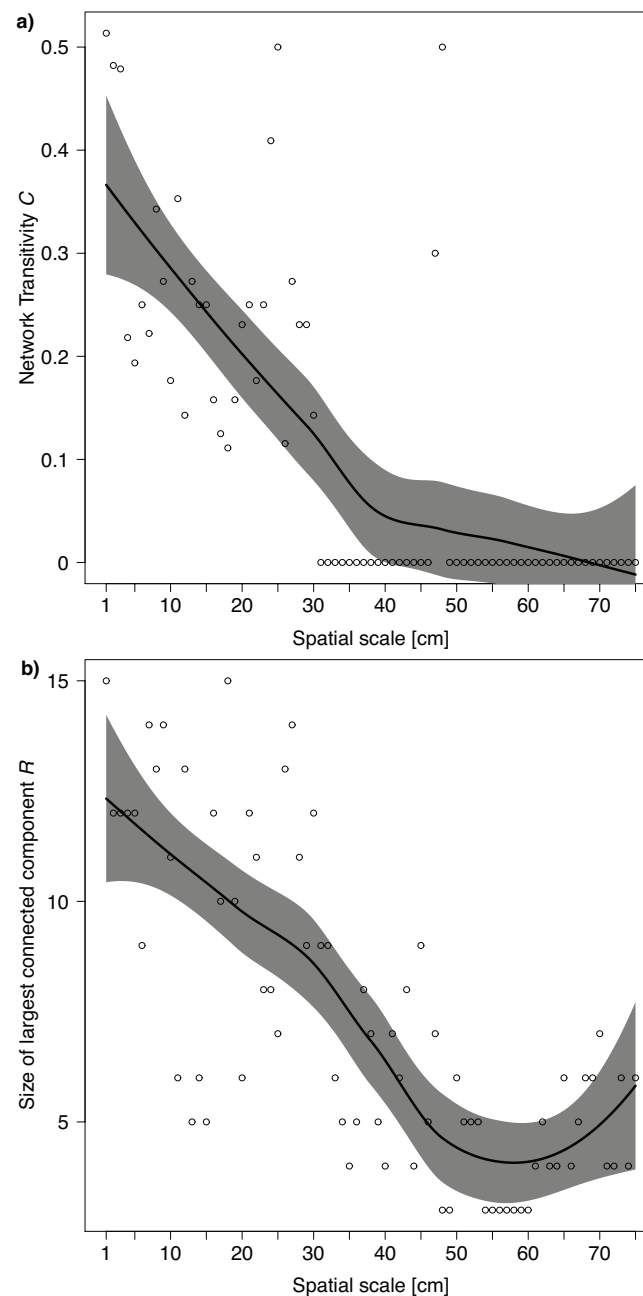 a)
0.5
0.4
0.3
0.2
0.1
0
Network Transitivity C
1 10 20 30 40 50 60 70
Spatial scale [cm]
b)
15
10
5
Size of largest connected component R
1 10 20 30 40 50 60 70
Spatial scale [cm]